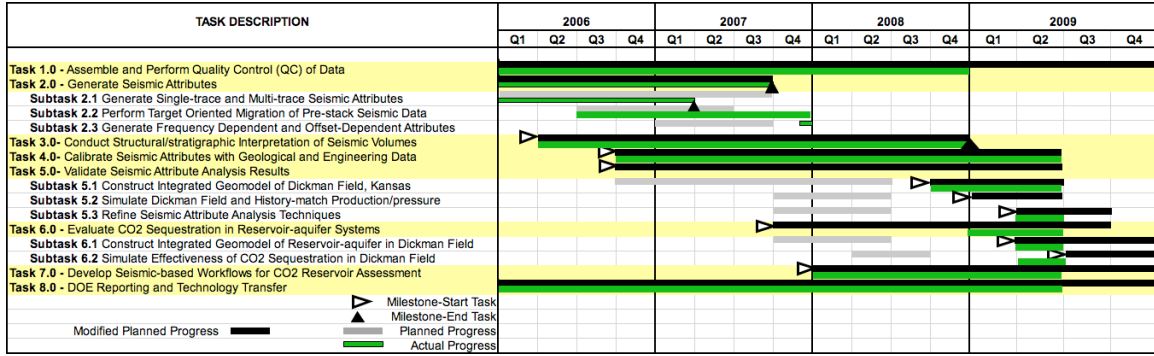 TASK DESCRIPTION 2006 2007 2008 2009
Q1 Q2 Q3 Q4 Q1 Q2 Q3 Q4 Q1 Q2 Q3 Q4 Q1 Q2 Q3 Q4
Task 1.0 - Assemble and Perform Quality Control (QC) of Data
Task 2.0 - Generate Seismic Attributes
Subtask 2.1 Generate Single-trace and Multi-trace Seismic Attributes
Subtask 2.2 Perform Target Oriented Migration of Pre-stack Seismic Data
Subtask 2.3 Generate Frequency Dependent and Offset-Dependent Attributes
Task 3.0- Conduct Structural/stratigraphic Interpretation of Seismic Volumes
Task 4.0- Calibrate Seismic Attributes with Geological and Engineering Data
Task 5.0- Validate Seismic Attribute Analysis Results
Subtask 5.1 Construct Integrated Geomodel of Dickman Field, Kansas
Subtask 5.2 Simulate Dickman Field and History-match Production/pressure
Subtask 5.3 Refine Seismic Attribute Analysis Techniques
Task 6.0 - Evaluate CO2 Sequestration in Reservoir-aquifer Systems
Subtask 6.1 Construct Integrated Geomodel of Reservoir-aquifer in Dickman Field
Subtask 6.2 Simulate Effectiveness of CO2 Sequestration in Dickman Field
Task 7.0 - Develop Seismic-based Workflows for CO2 Reservoir Assessment
Task 8.0 - DOE Reporting and Technology Transfer
Milestone-Start Task
Milestone-End Task
Modified Planned Progress Planned Progress
Actual Progress